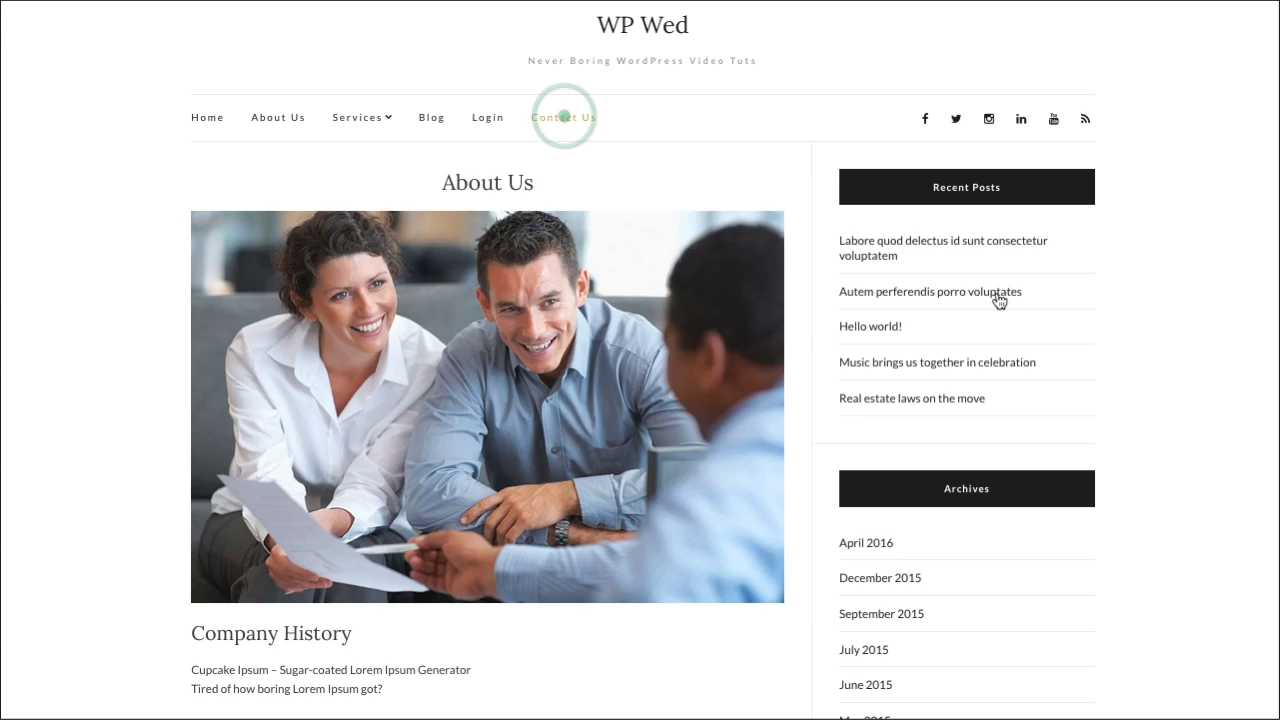 WP Wed
Never Boring WordPress Video Tuts
Home About Us Services Blog Login Contact Us
About Us
Recent Posts
Labore quod delectus id sunt consectetur
voluptatem
Autem perferendis porro voluptates
Hello world!
Music brings us together in celebration
Real estate laws on the move
Archives
April 2016
December 2015
September 2015
July 2015
June 2015
Company History
Cupcake Ipsum – Sugar-coated Lorem Ipsum Generator
Tired of how boring Lorem Ipsum got?